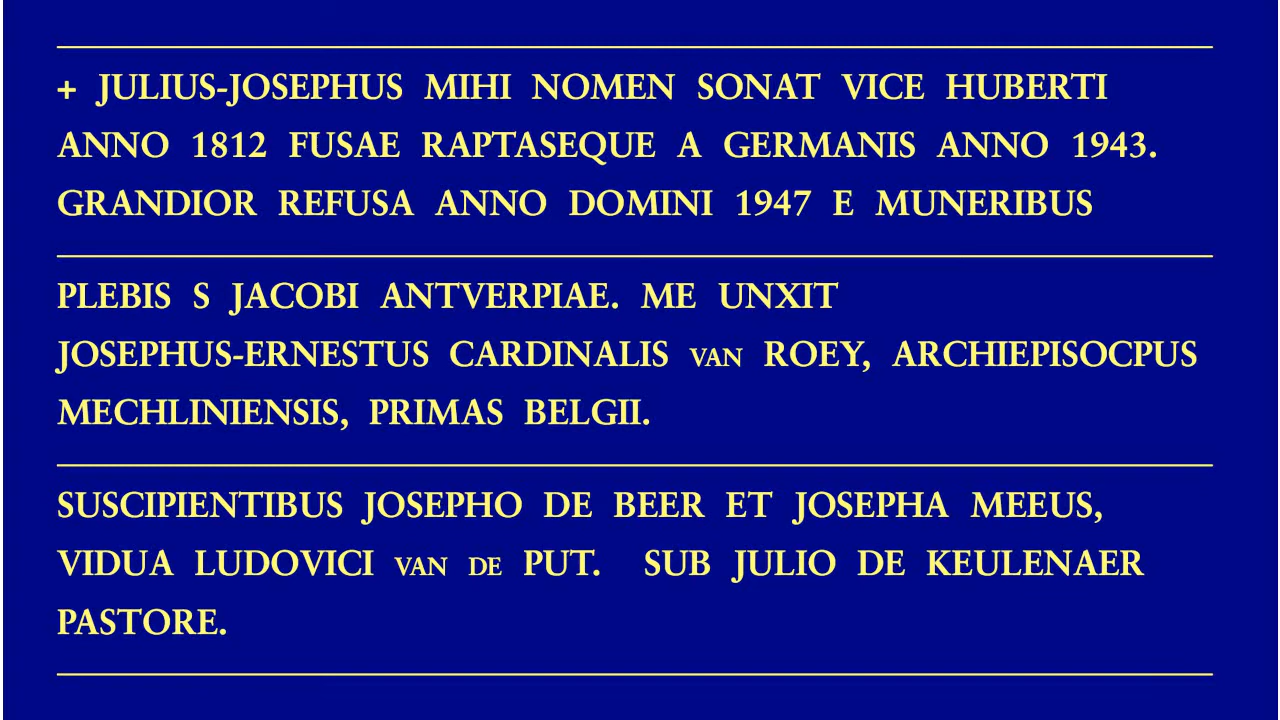 + JULIUS-JOSEPHUS MIHI NOMEN SONAT VICE HUBERTI
ANNO 1812 FUSAE RAPTASEQUE A GERMANIS ANNO 1943.
GRANDIOR REFUSA ANNO DOMINI 1947 E MUNERIBUS
PLEBIS S JACOBI ANTVERPIAE. ME UNXIT
JOSEPHUS-ERNESTUS CARDINALIS VAN ROEY, ARCHIEPISOCPUS
MECHLINIENSIS, PRIMAS BELGII.
SUSCIPIENTIBUS JOSEPHO DE BEER ET JOSEPHA MEEUS,
VIDUA LUDOVICI VAN DE PUT. SUB JULIO DE KEULENAER
PASTORE.